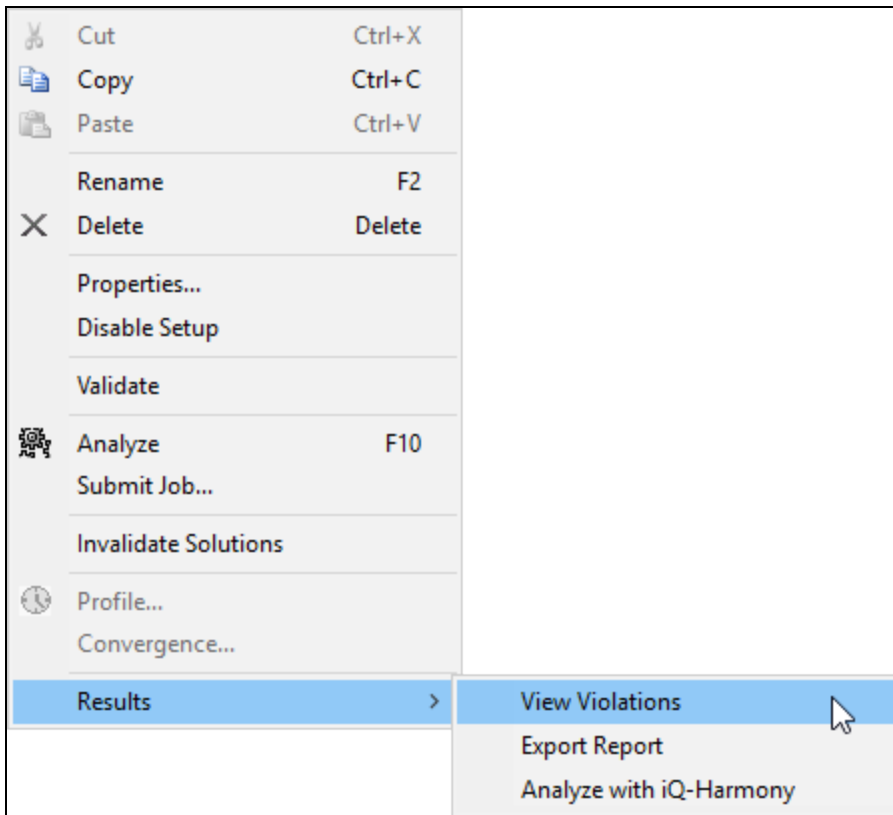 Cut Ctrl+X
Copy Ctrl+C
Paste Ctrl+V
Rename F2
Delete Delete
Properties...
Disable Setup
Validate
Analyze F10
Submit Job...
Invalidate Solutions
Profile...
Convergence...
Results >
View Violations
Export Report
Analyze with iQ-Harmony